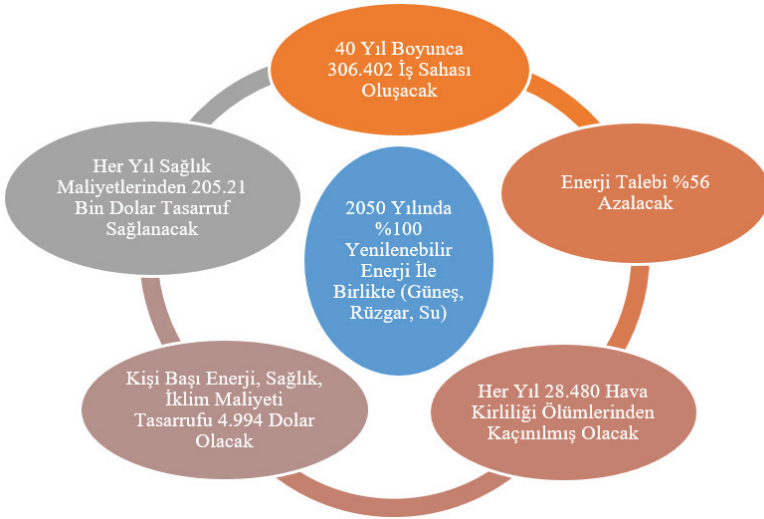 40 Yıl Boyunca
306.402 İş Sahası
Oluşacak
Enerji Talebi %56
Azalacak
Her Yıl 28.480 Hava
Kirliliği Ölümlerinden
Kaçınılmış Olacak
Kişi Başı Enerji, Sağlık,
İklim Maliyeti
Tasarrufu 4.994 Dolar
Olacak
Her Yıl Sağlık
Maliyetlerinden 205.21
Bin Dolar Tasarruf
Sağlanacak
2050 Yılında
%100
Yenilenebilir
Enerji İle
Birlikte (Güneş,
Rüzgar, Su)